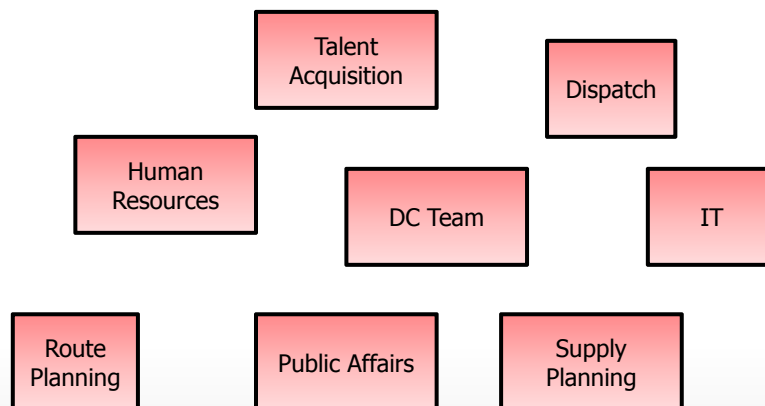 Talent
Acquisition
Dispatch
Human
Resources
DC Team
IT
Route
Planning
Public Affairs
Supply
Planning